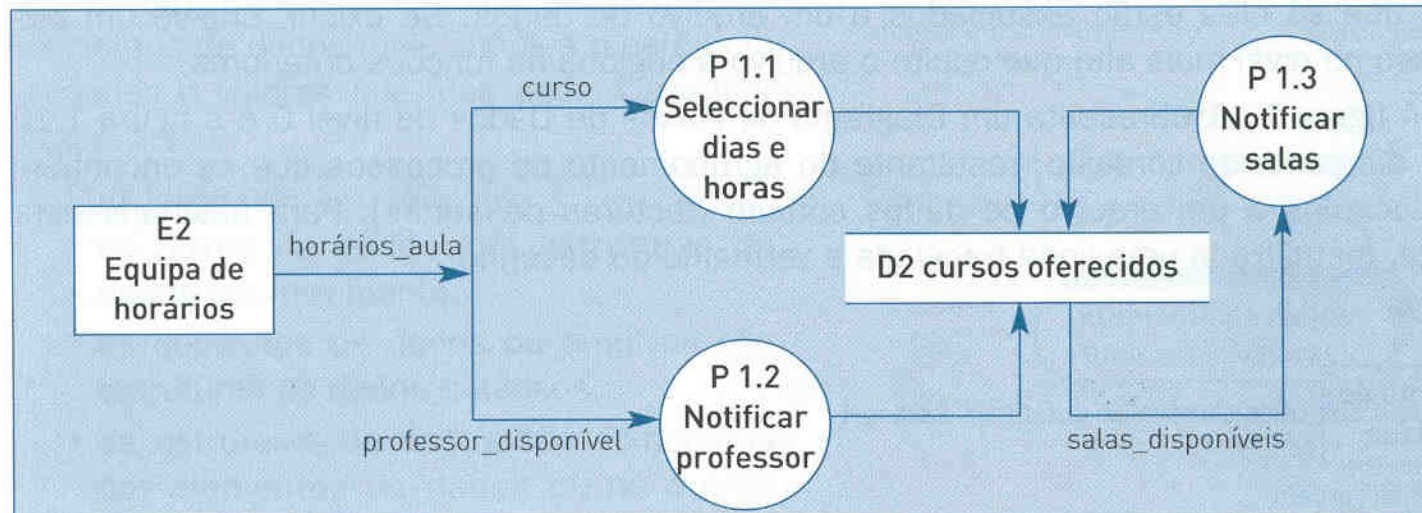 curso
P 1.1
Seleccionar
dias e
horas
P 1.3
Notificar
salas
E2
Equipa de
horários
horários_aula
D2 cursos oferecidos
professor_disponível
P 1.2
Notificar
professor
salas_disponíveis